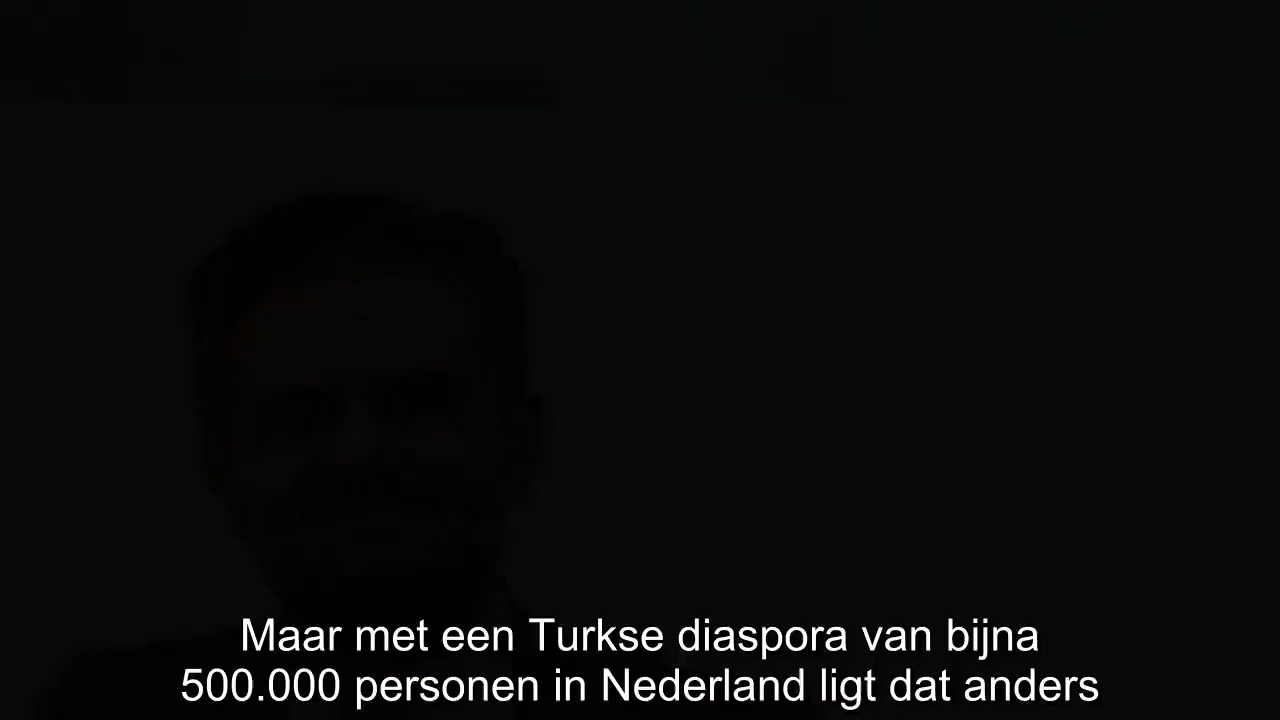 Maar met een Turkse diaspora van bijna
500.000 personen in Nederland ligt dat anders